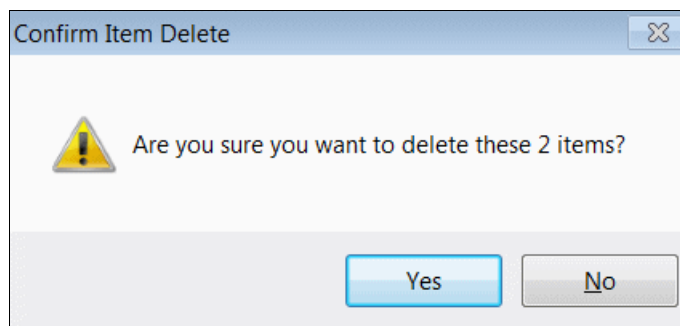 Confirm Item Delete
Are you sure you want to delete these 2 items?
Yes
No